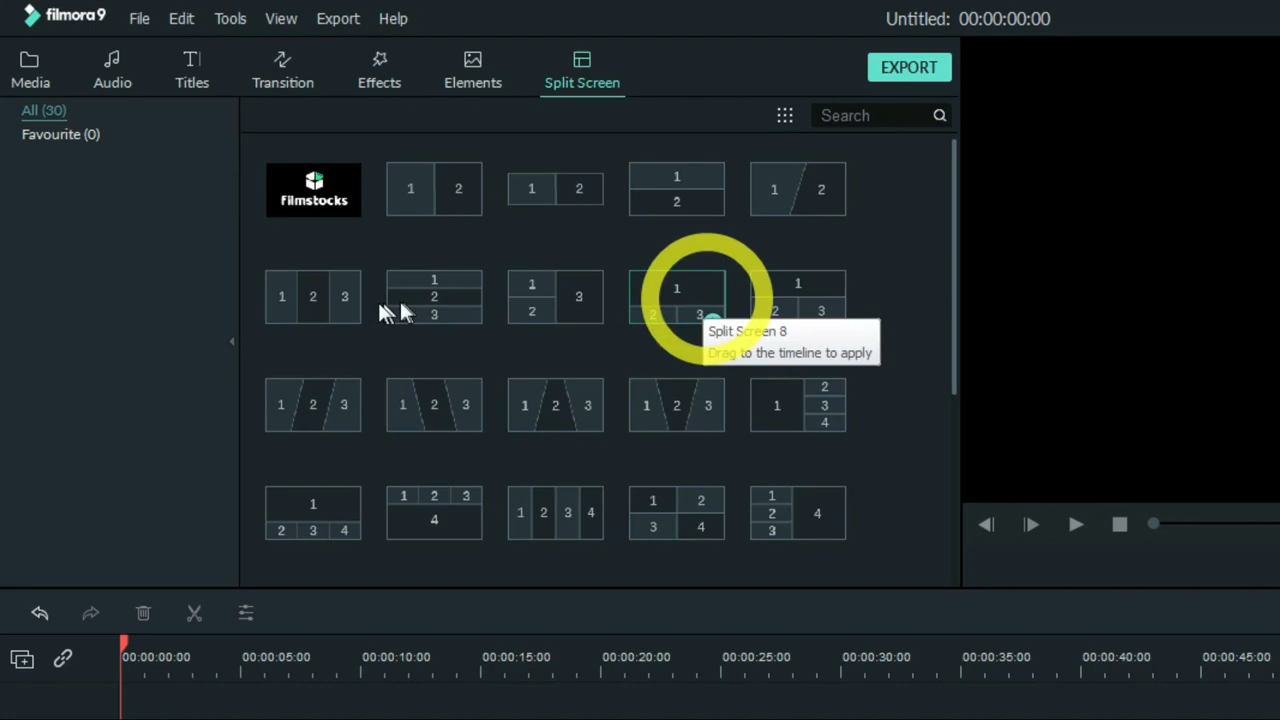 filmora9 File Edit Tools View Export Help Untitled: 00:00:00:00
Media Audio Titles Transition Effects Elements Split Screen EXPORT
All (30)
Favourite (0)
Search
filmstocks
1 2
1 2
1
2
1 2
1 2 3
1
2
3
1
2
3
1
2 3
1
2 3
Split Screen 8
Drag to the timeline to apply
1 2 3
1 2 3
1 2 3
1 2 3
1
2
3
4
1
2 3 4
1 2 3
4
1 2 3 4
1 2
3 4
1
2
3
4
00:00:00:00 00:00:05:00 00:00:10:00 00:00:15:00 00:00:20:00 00:00:25:00 00:00:30:00 00:00:35:00 00:00:40:00 00:00:45:00